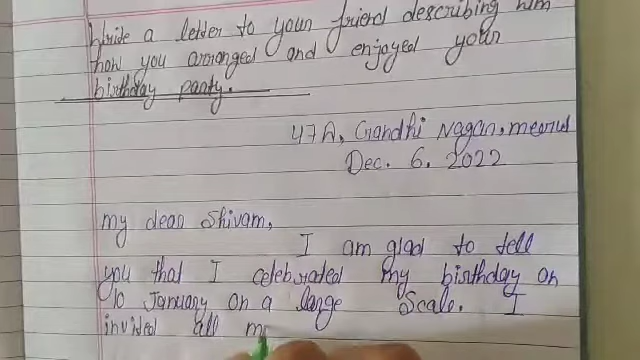 Write a letter to your friend describing him
how you arranged and enjoyed your
birthday party.
47A, Gandhi Nagar, meerut
Dec. 6. 2022
my dear Shivam,
I am glad to tell
you that I celebrated my birthday on
10 January on a large Scale. I
invited all m